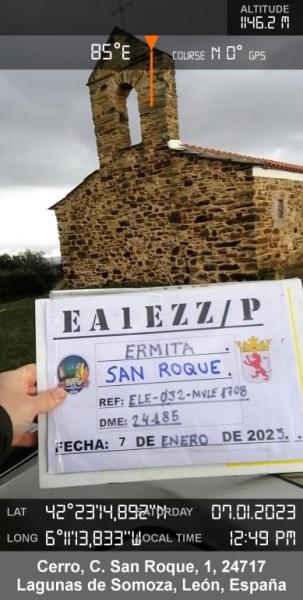 ALTITUDE
1146.2 M
85°E
COURSE N 0° GPS
EA1EZZ/P
ERMITA
SAN ROQUE.
REF: ELE-032-MVLE 1708
DME: 24185
FECHA: 7 DE ENERO DE 2023.
LAT 42°23'14,892"N SATURDAY 07.01.2023
LONG 6°11'13,833"W LOCAL TIME 12:49 PM
Cerro, C. San Roque, 1, 24717
Lagunas de Somoza, León, España